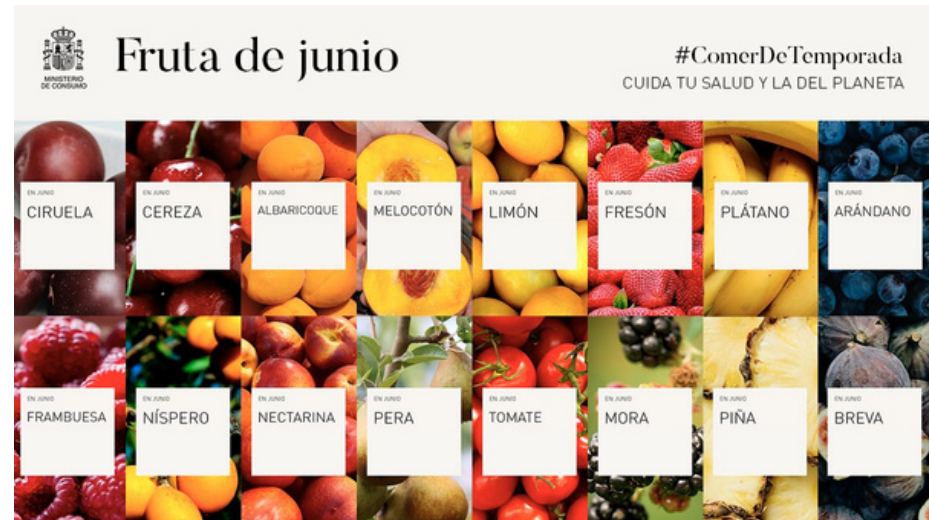 MINISTERIO
DE CONSUMO
Fruta de junio
#ComerDeTemporada
CUIDA TU SALUD Y LA DEL PLANETA
EN JUNIO
CIRUELA
EN JUNIO
CEREZA
EN JUNIO
ALBARICOQUE
EN JUNIO
MELOCOTÓN
EN JUNIO
LIMÓN
EN JUNIO
FRESÓN
EN JUNIO
PLÁTANO
EN JUNIO
ARÁNDANO
EN JUNIO
FRAMBUESA
EN JUNIO
NÍSPERO
EN JUNIO
NECTARINA
EN JUNIO
PERA
EN JUNIO
TOMATE
EN JUNIO
MORA
EN JUNIO
PIÑA
EN JUNIO
BREVA